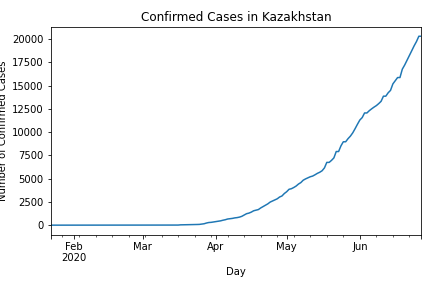 Confirmed Cases in Kazakhstan
Number of Confirmed Cases
20000
17500
15000
12500
10000
7500
5000
2500
0
Feb
2020
Mar
Apr
May
Jun
Day